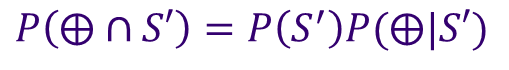 P(⊕ ∩ S′) = P(S′)P(⊕|S′)